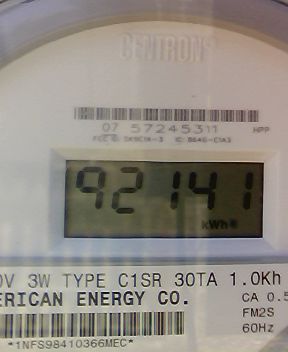 CENTRON®
07 57245311 HPP
92141
kWh
0V 3W TYPE C1SR 30TA 1.0Kh
ERICAN ENERGY CO. CA 0.5
FM2S
*1NFS98410366MEC* 60Hz